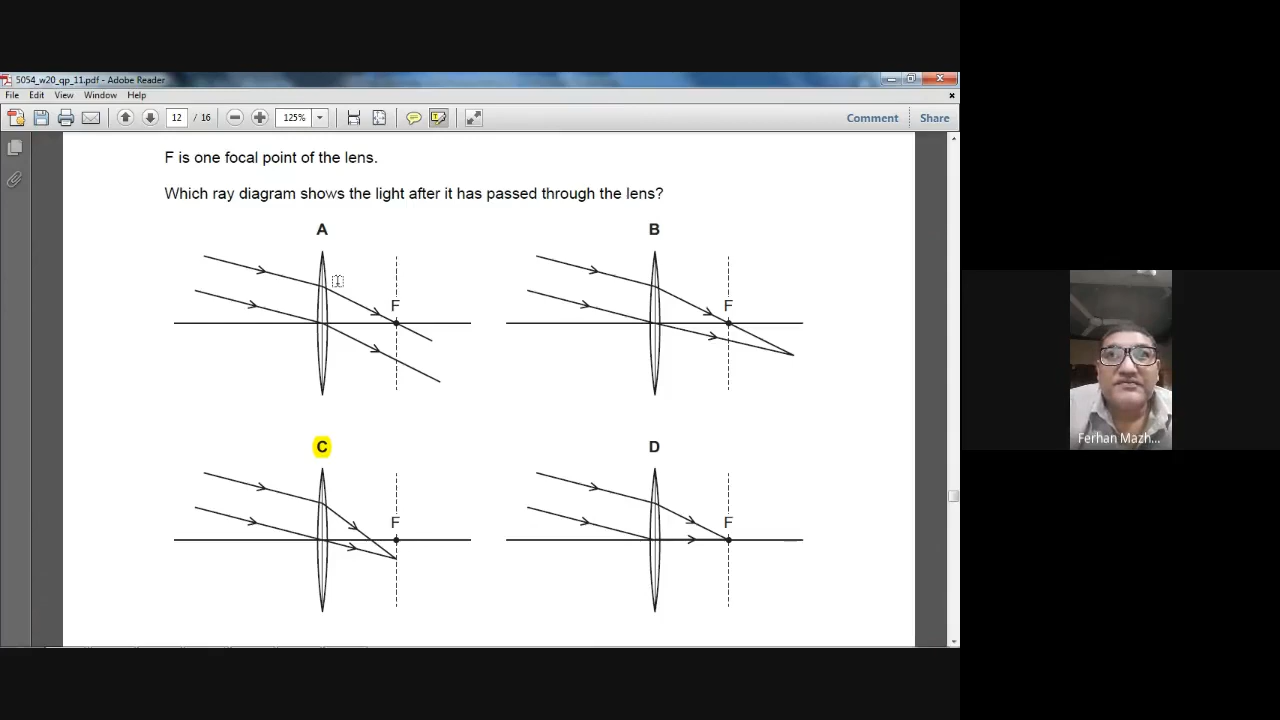 5054_w20_qp_11.pdf - Adobe Reader
File Edit View Window Help
12 / 16 125% Comment Share
F is one focal point of the lens.
Which ray diagram shows the light after it has passed through the lens?
A B
F F
C D
F F
Ferhan Mazh...